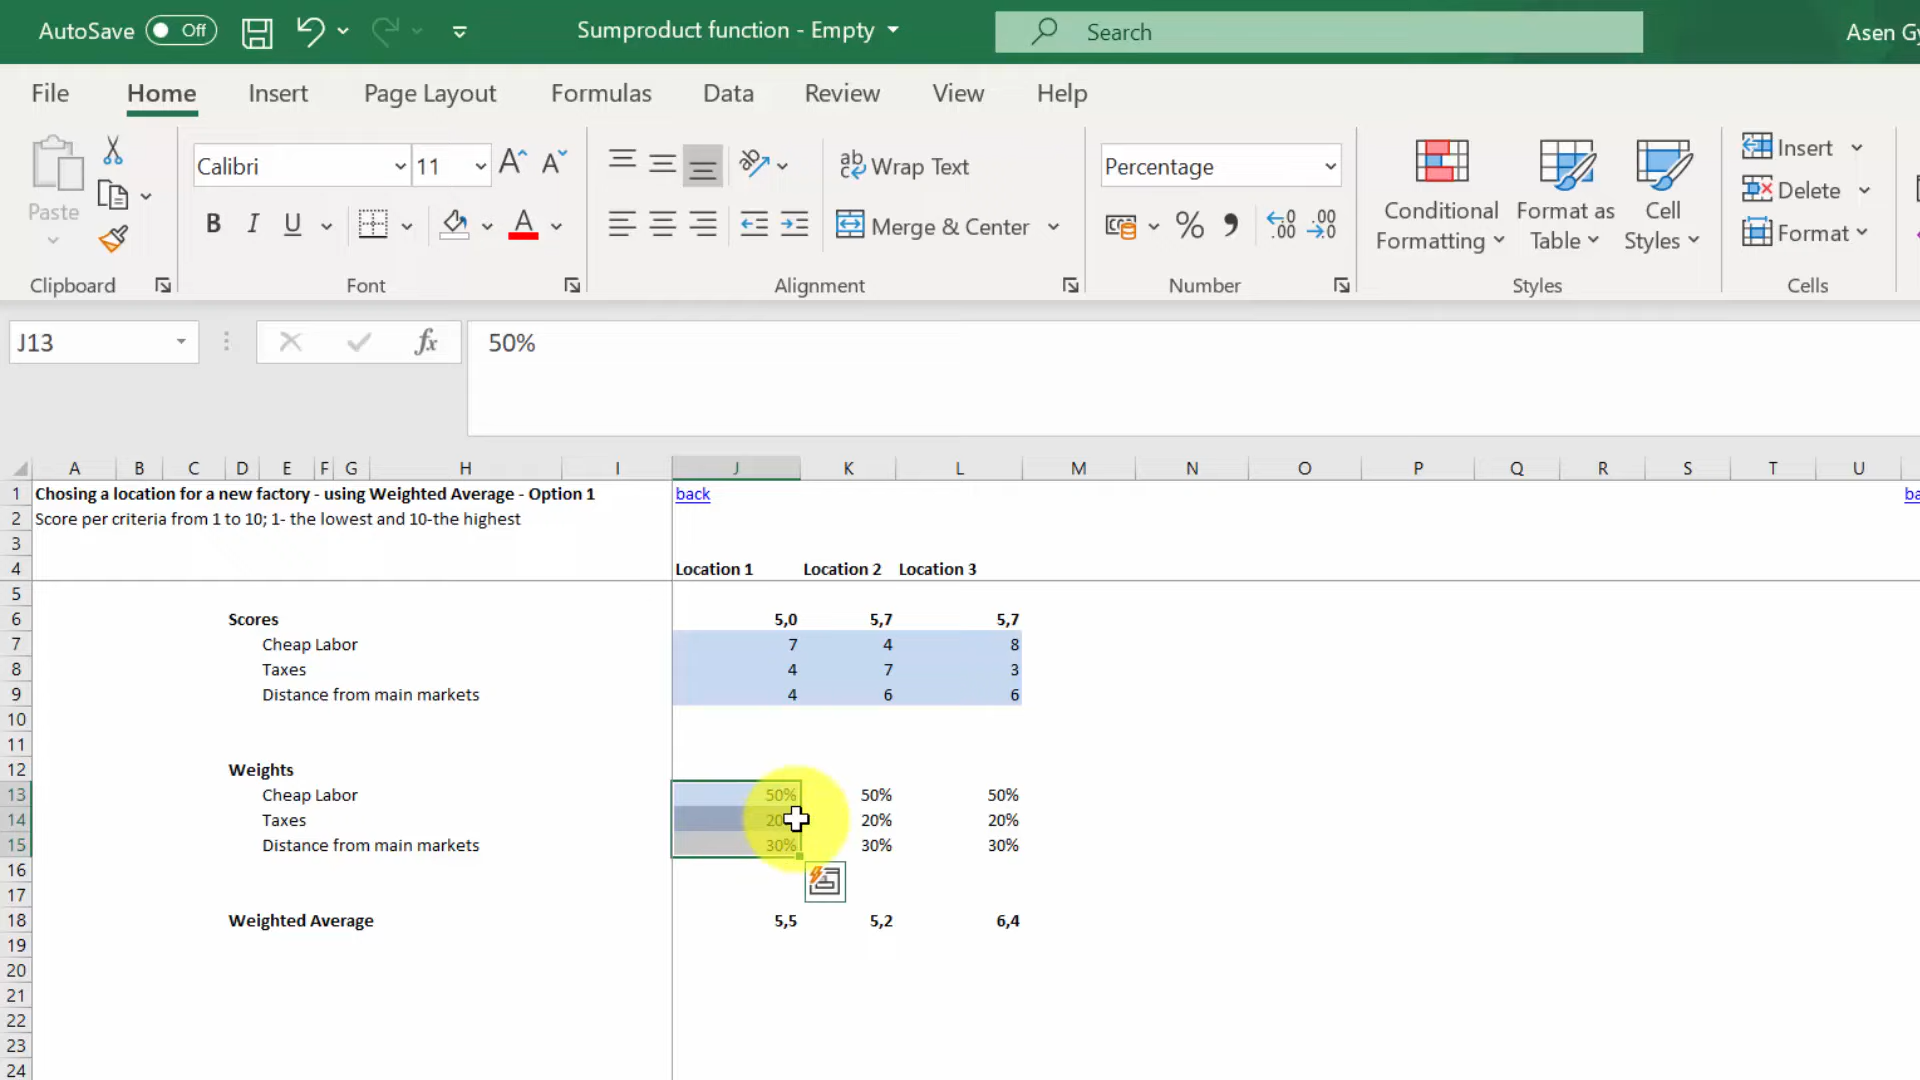 AutoSave Off Sumproduct function - Empty Search Asen Gy
File Home Insert Page Layout Formulas Data Review View Help
Paste
Clipboard
Calibri 11
B I U
Font
ab Wrap Text
Merge & Center
Alignment
Percentage
% , .00 .00
Number
Conditional Formatting
Format as Table
Cell Styles
Styles
Insert
Delete
Format
Cells
J13 fx 50%
A B C D E F G H I J K L M N O P Q R S T U
1 Chosing a location for a new factory - using Weighted Average - Option 1 back ba
2 Score per criteria from 1 to 10; 1- the lowest and 10-the highest
3
4 Location 1 Location 2 Location 3
5
6 Scores 5,0 5,7 5,7
7 Cheap Labor 7 4 8
8 Taxes 4 7 3
9 Distance from main markets 4 6 6
10
11
12 Weights
13 Cheap Labor 50% 50% 50%
14 Taxes 20% 20%
15 Distance from main markets 30% 30% 30%
16
17
18 Weighted Average 5,5 5,2 6,4
19
20
21
22
23
24